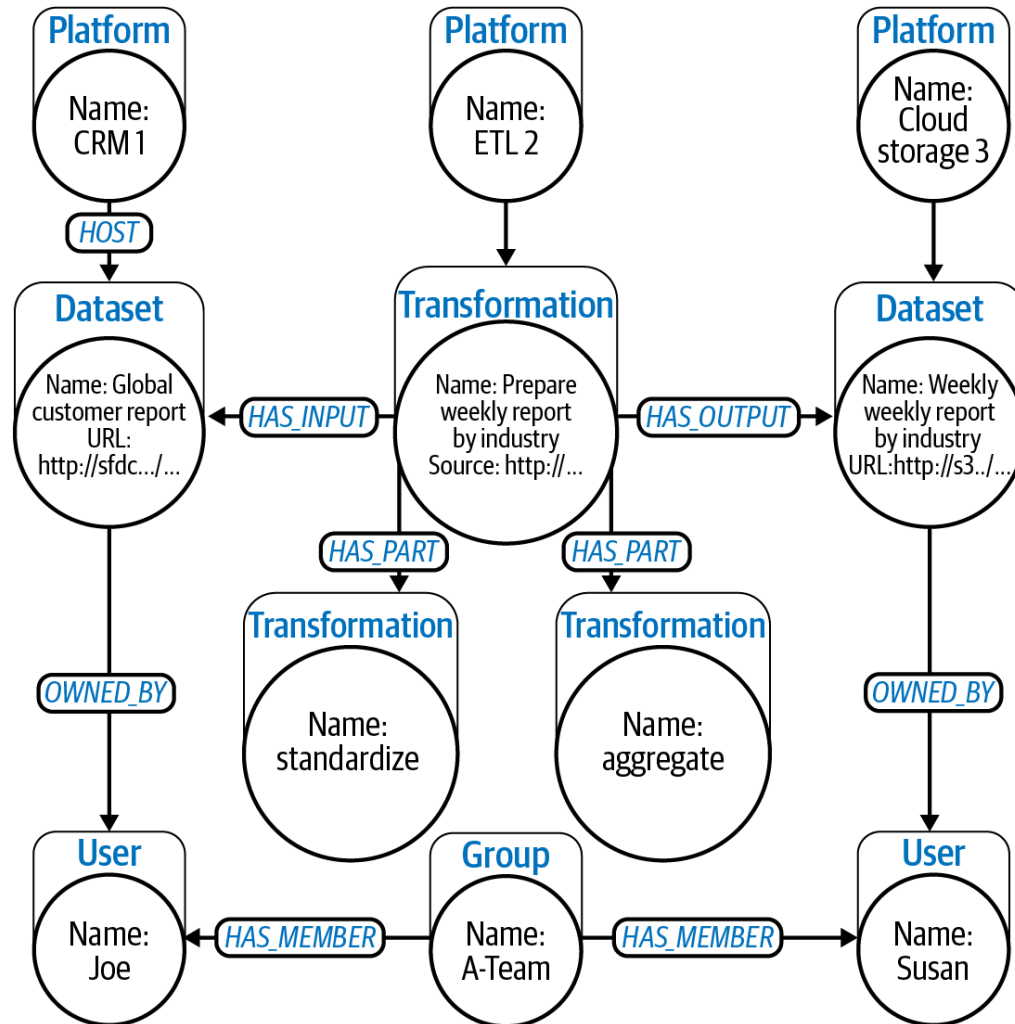 Platform
Name:
CRM 1
Platform
Name:
ETL 2
Platform
Name:
Cloud
storage 3
HOST
Dataset
Name: Global
customer report
URL:
http://sfdc.../...
HAS_INPUT
Transformation
Name: Prepare
weekly report
by industry
Source: http://...
HAS_OUTPUT
Dataset
Name: Weekly
weekly report
by industry
URL:http://s3../...
HAS_PART
HAS_PART
Transformation
Name:
standardize
Transformation
Name:
aggregate
OWNED_BY
OWNED_BY
User
Name:
Joe
HAS_MEMBER
Group
Name:
A-Team
HAS_MEMBER
User
Name:
Susan